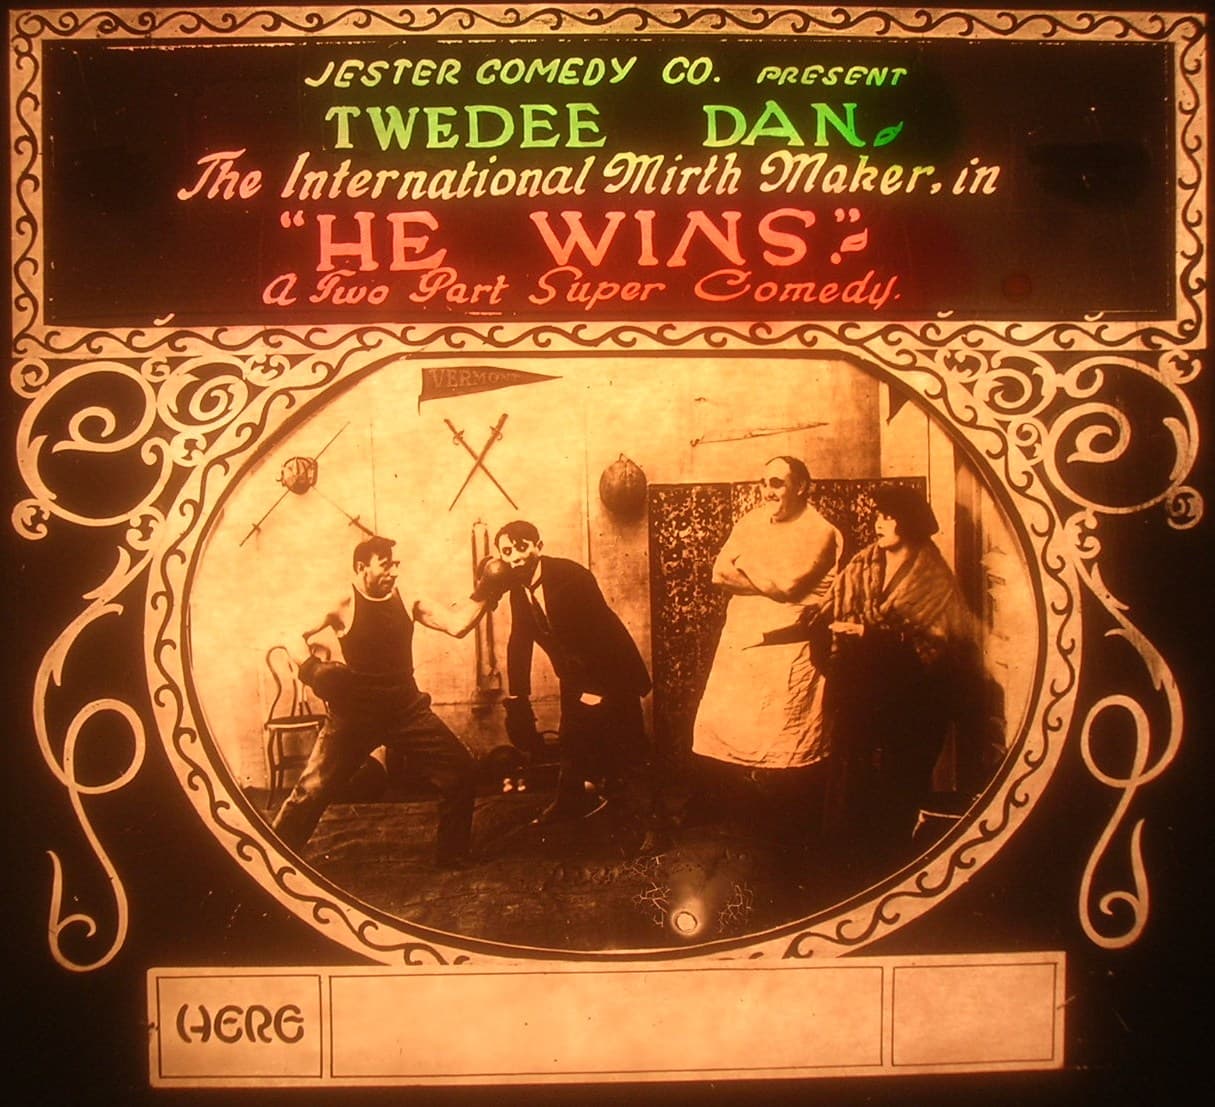 JESTER COMEDY CO. PRESENT
TWEDEE DAN
The International Mirth Maker, in
"HE WINS"
A Two Part Super Comedy.
VERMONT
HERE